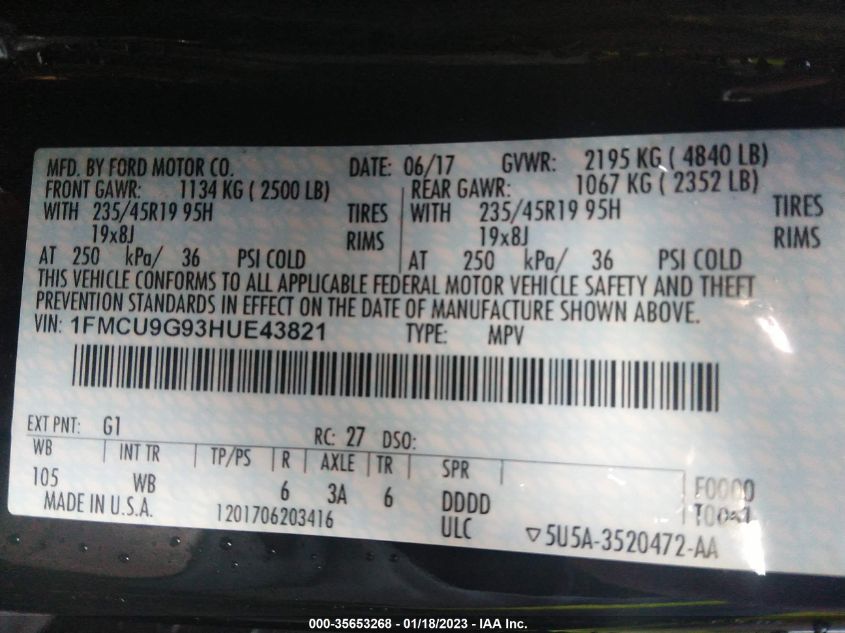 MFD. BY FORD MOTOR CO. DATE: 06/17 GVWR: 2195 KG ( 4840 LB)
FRONT GAWR: 1134 KG ( 2500 LB) REAR GAWR: 1067 KG ( 2352 LB)
WITH 235/45R19 95H TIRES WITH 235/45R19 95H TIRES
19x8J RIMS 19x8J RIMS
AT 250 kPa/ 36 PSI COLD AT 250 kPa/ 36 PSI COLD
THIS VEHICLE CONFORMS TO ALL APPLICABLE FEDERAL MOTOR VEHICLE SAFETY AND THEFT
PREVENTION STANDARDS IN EFFECT ON THE DATE OF MANUFACTURE SHOWN ABOVE.
VIN: 1FMCU9G93HUE43821 TYPE: MPV
EXT PNT: G1 RC: 27 DSO:
WB INT TR TP/PS R AXLE TR SPR
105 WB 6 3A 6 DDDD F0000
MADE IN U.S.A. 1201706203416 ULC
▽5U5A-3520472-AA
000-35653268 - 01/18/2023 - IAA Inc.